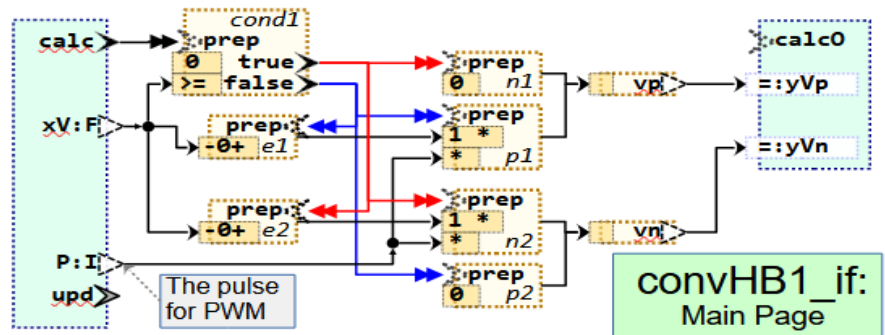 cond1
calc
prep
calcO
0 true
prep
>= false
0 n1
vp
=:yVp
xV:F
prep
prep
-0+ e1
1 *
* p1
=:yVn
prep
prep
-0+ e2
1 *
* n2
vn
P:I
prep
0 p2
upd
The pulse
for PWM
convHB1_if:
Main Page